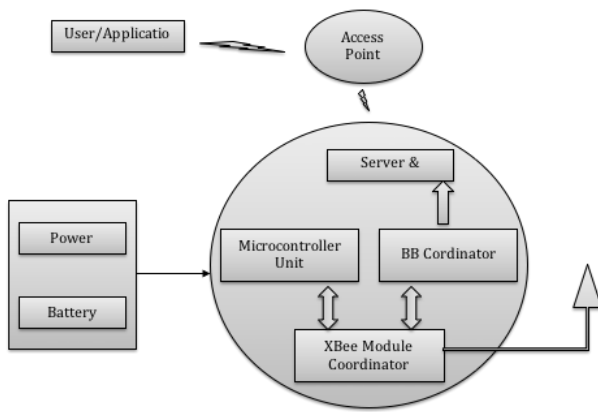 User/Applicatio
Access
Point
Server &
Power
Microcontroller
Unit
BB Cordinator
Battery
XBee Module
Coordinator